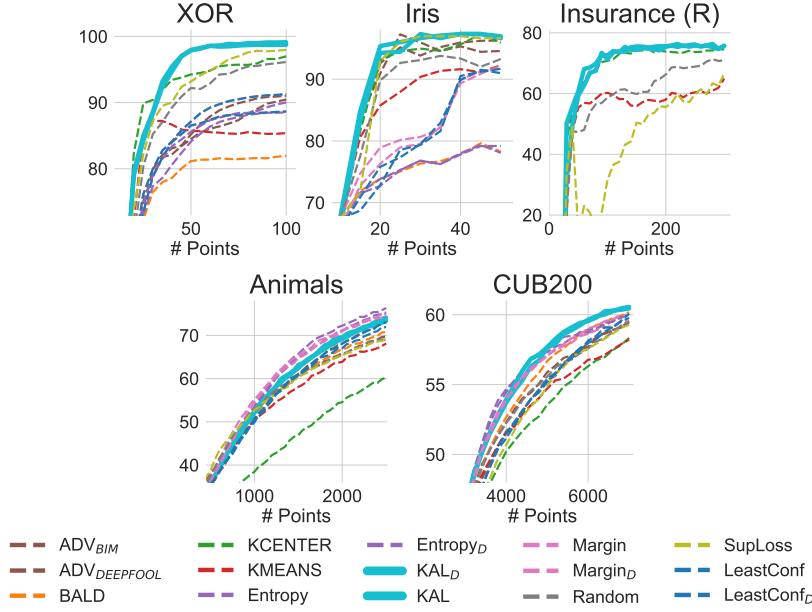 XOR Iris Insurance (R)
100
90
80
50 100
# Points
90
80
70
20 40
# Points
80
60
40
20
0 200
# Points
Animals CUB200
70
60
50
40
1000 2000
# Points
60
55
50
4000 6000
# Points
ADV_BIM KCENTER Entropy_D Margin SupLoss
ADV_DEEPFOOL KMEANS KAL_D Margin_D LeastConf
BALD Entropy KAL Random LeastConf_D